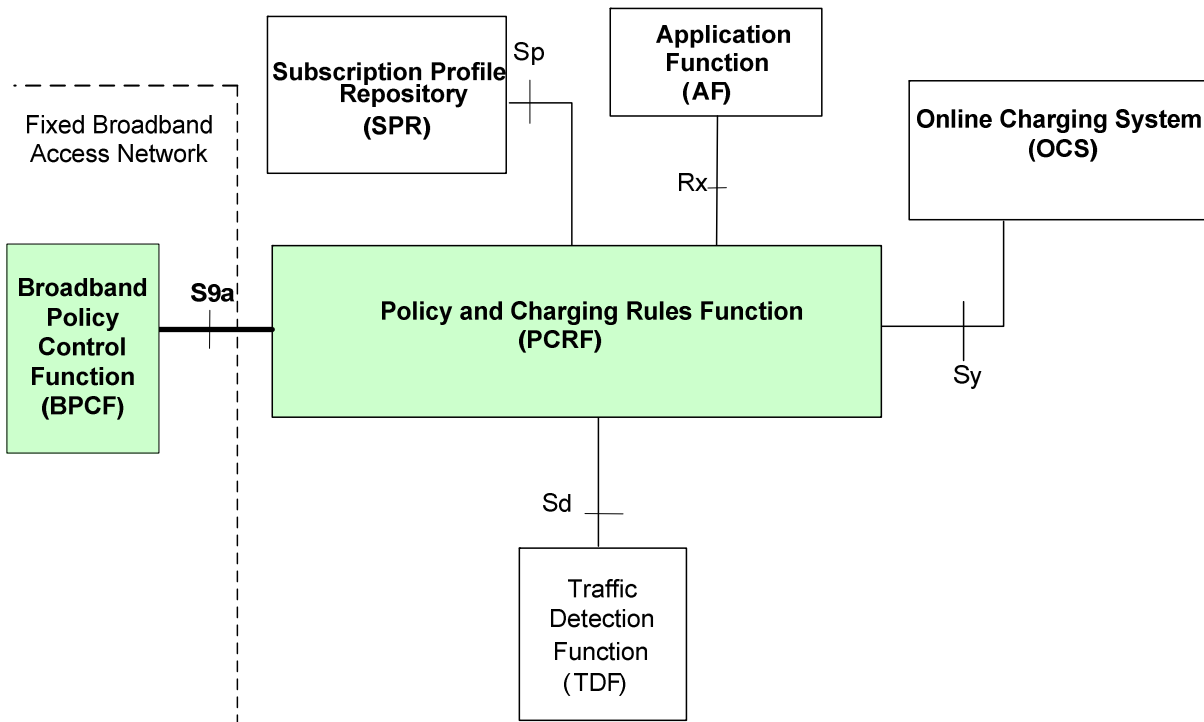 Sp
Subscription Profile
Repository
(SPR)
Application
Function
(AF)
Online Charging System
(OCS)
Fixed Broadband
Access Network
Rx
Broadband
Policy
Control
Function
(BPCF)
S9a
Policy and Charging Rules Function
(PCRF)
Sy
Sd
Traffic
Detection
Function
(TDF)